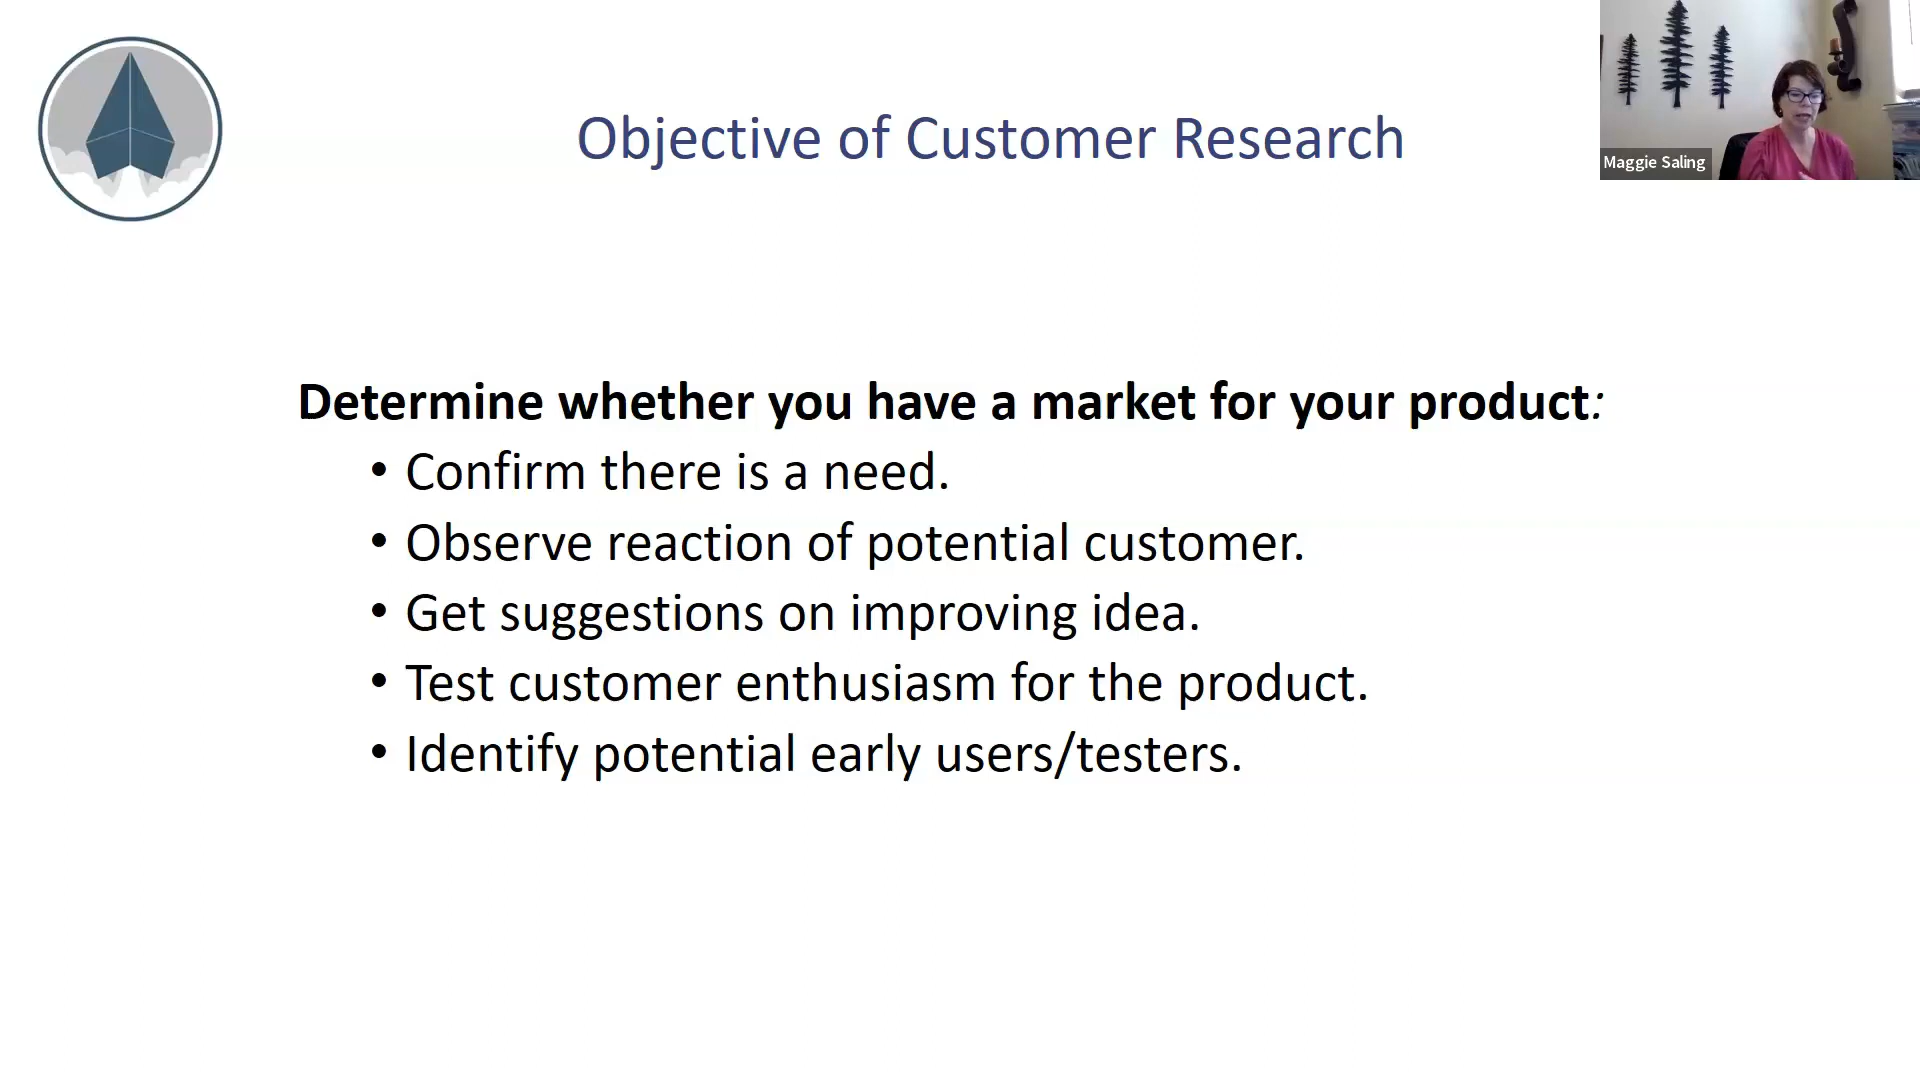 Objective of Customer Research
Maggie Saling
Determine whether you have a market for your product:
• Confirm there is a need.
• Observe reaction of potential customer.
• Get suggestions on improving idea.
• Test customer enthusiasm for the product.
• Identify potential early users/testers.